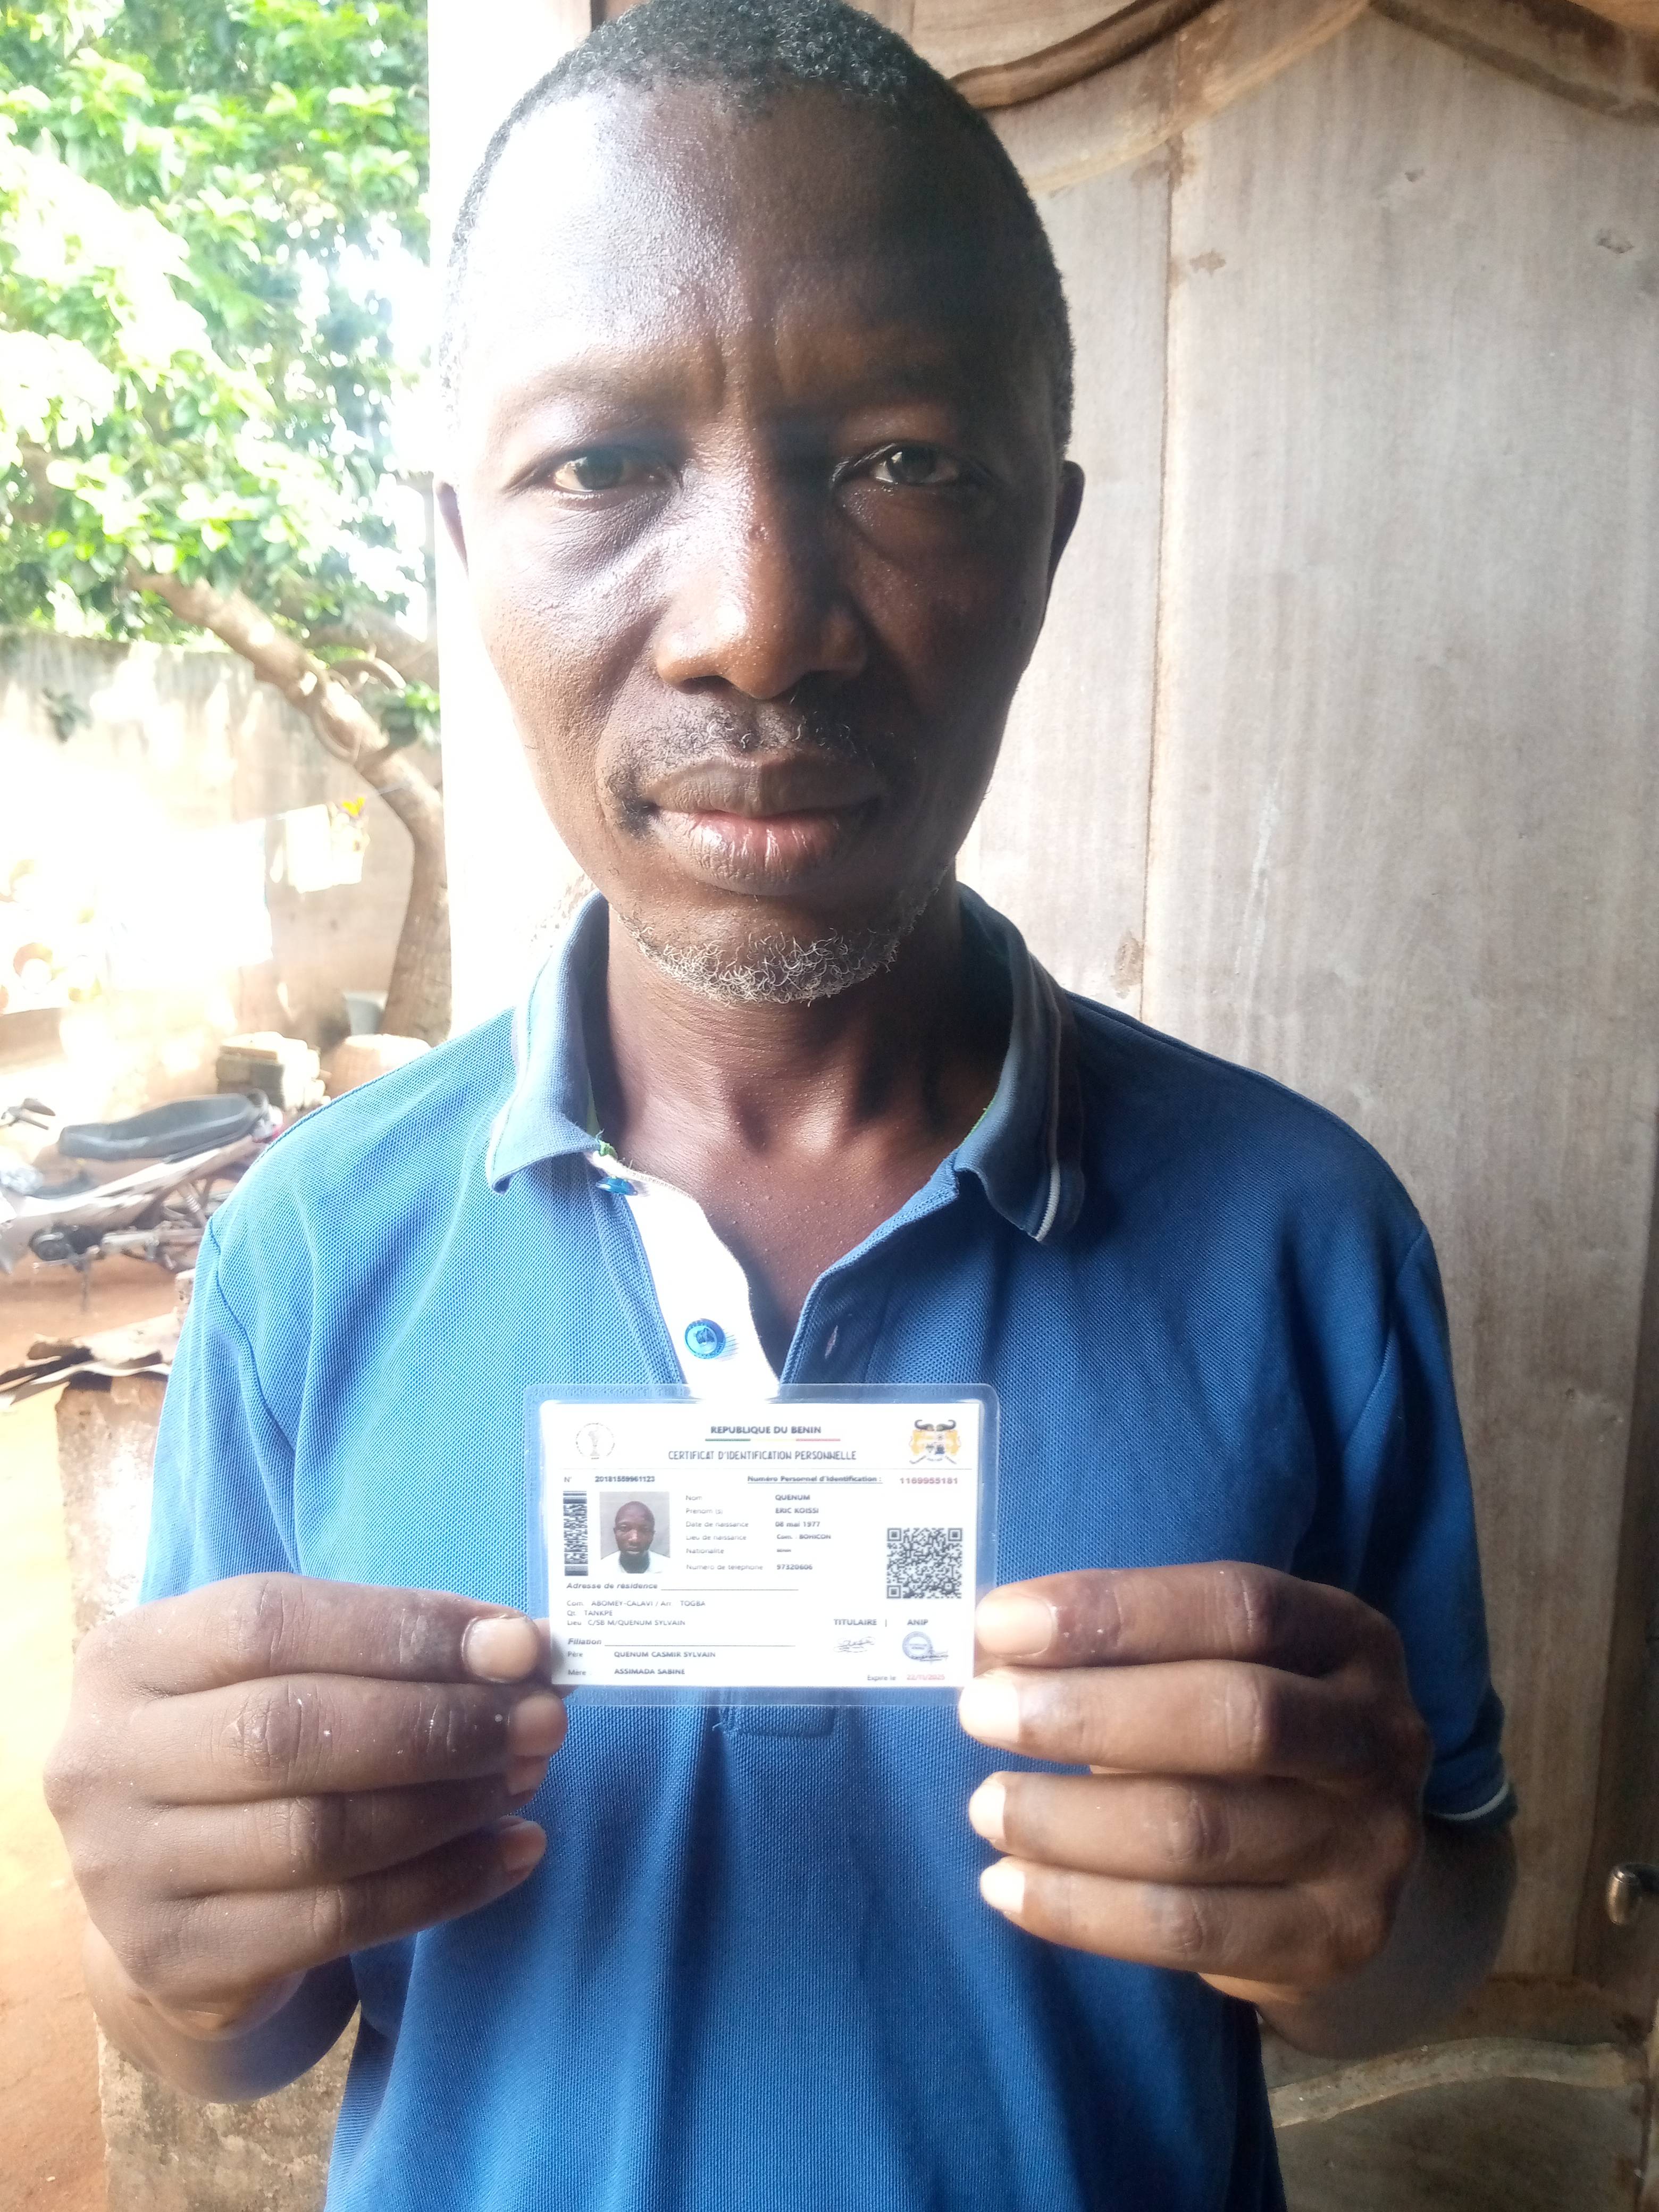 REPUBLIQUE DU BENIN
CERTIFICAT D'IDENTIFICATION PERSONNELLE
N° 20181559961123 Numéro Personnel d'Identification : 1169955181
Nom QUENUM
Prénom (s) ERIC KOISSI
Date de naissance 08 mai 1977
Lieu de naissance Com. : BOHICON
Nationalité
Numéro de téléphone 97320606
Adresse de résidence
Com. ABOMEY-CALAVI / Arr TOGBA
Qt. TANKPE
Lieu C/SB M/QUENUM SYLVAIN
TITULAIRE | ANIP
Filiation
Père QUENUM CASMIR SYLVAIN
Mère ASSIMADA SABINE
Expire le